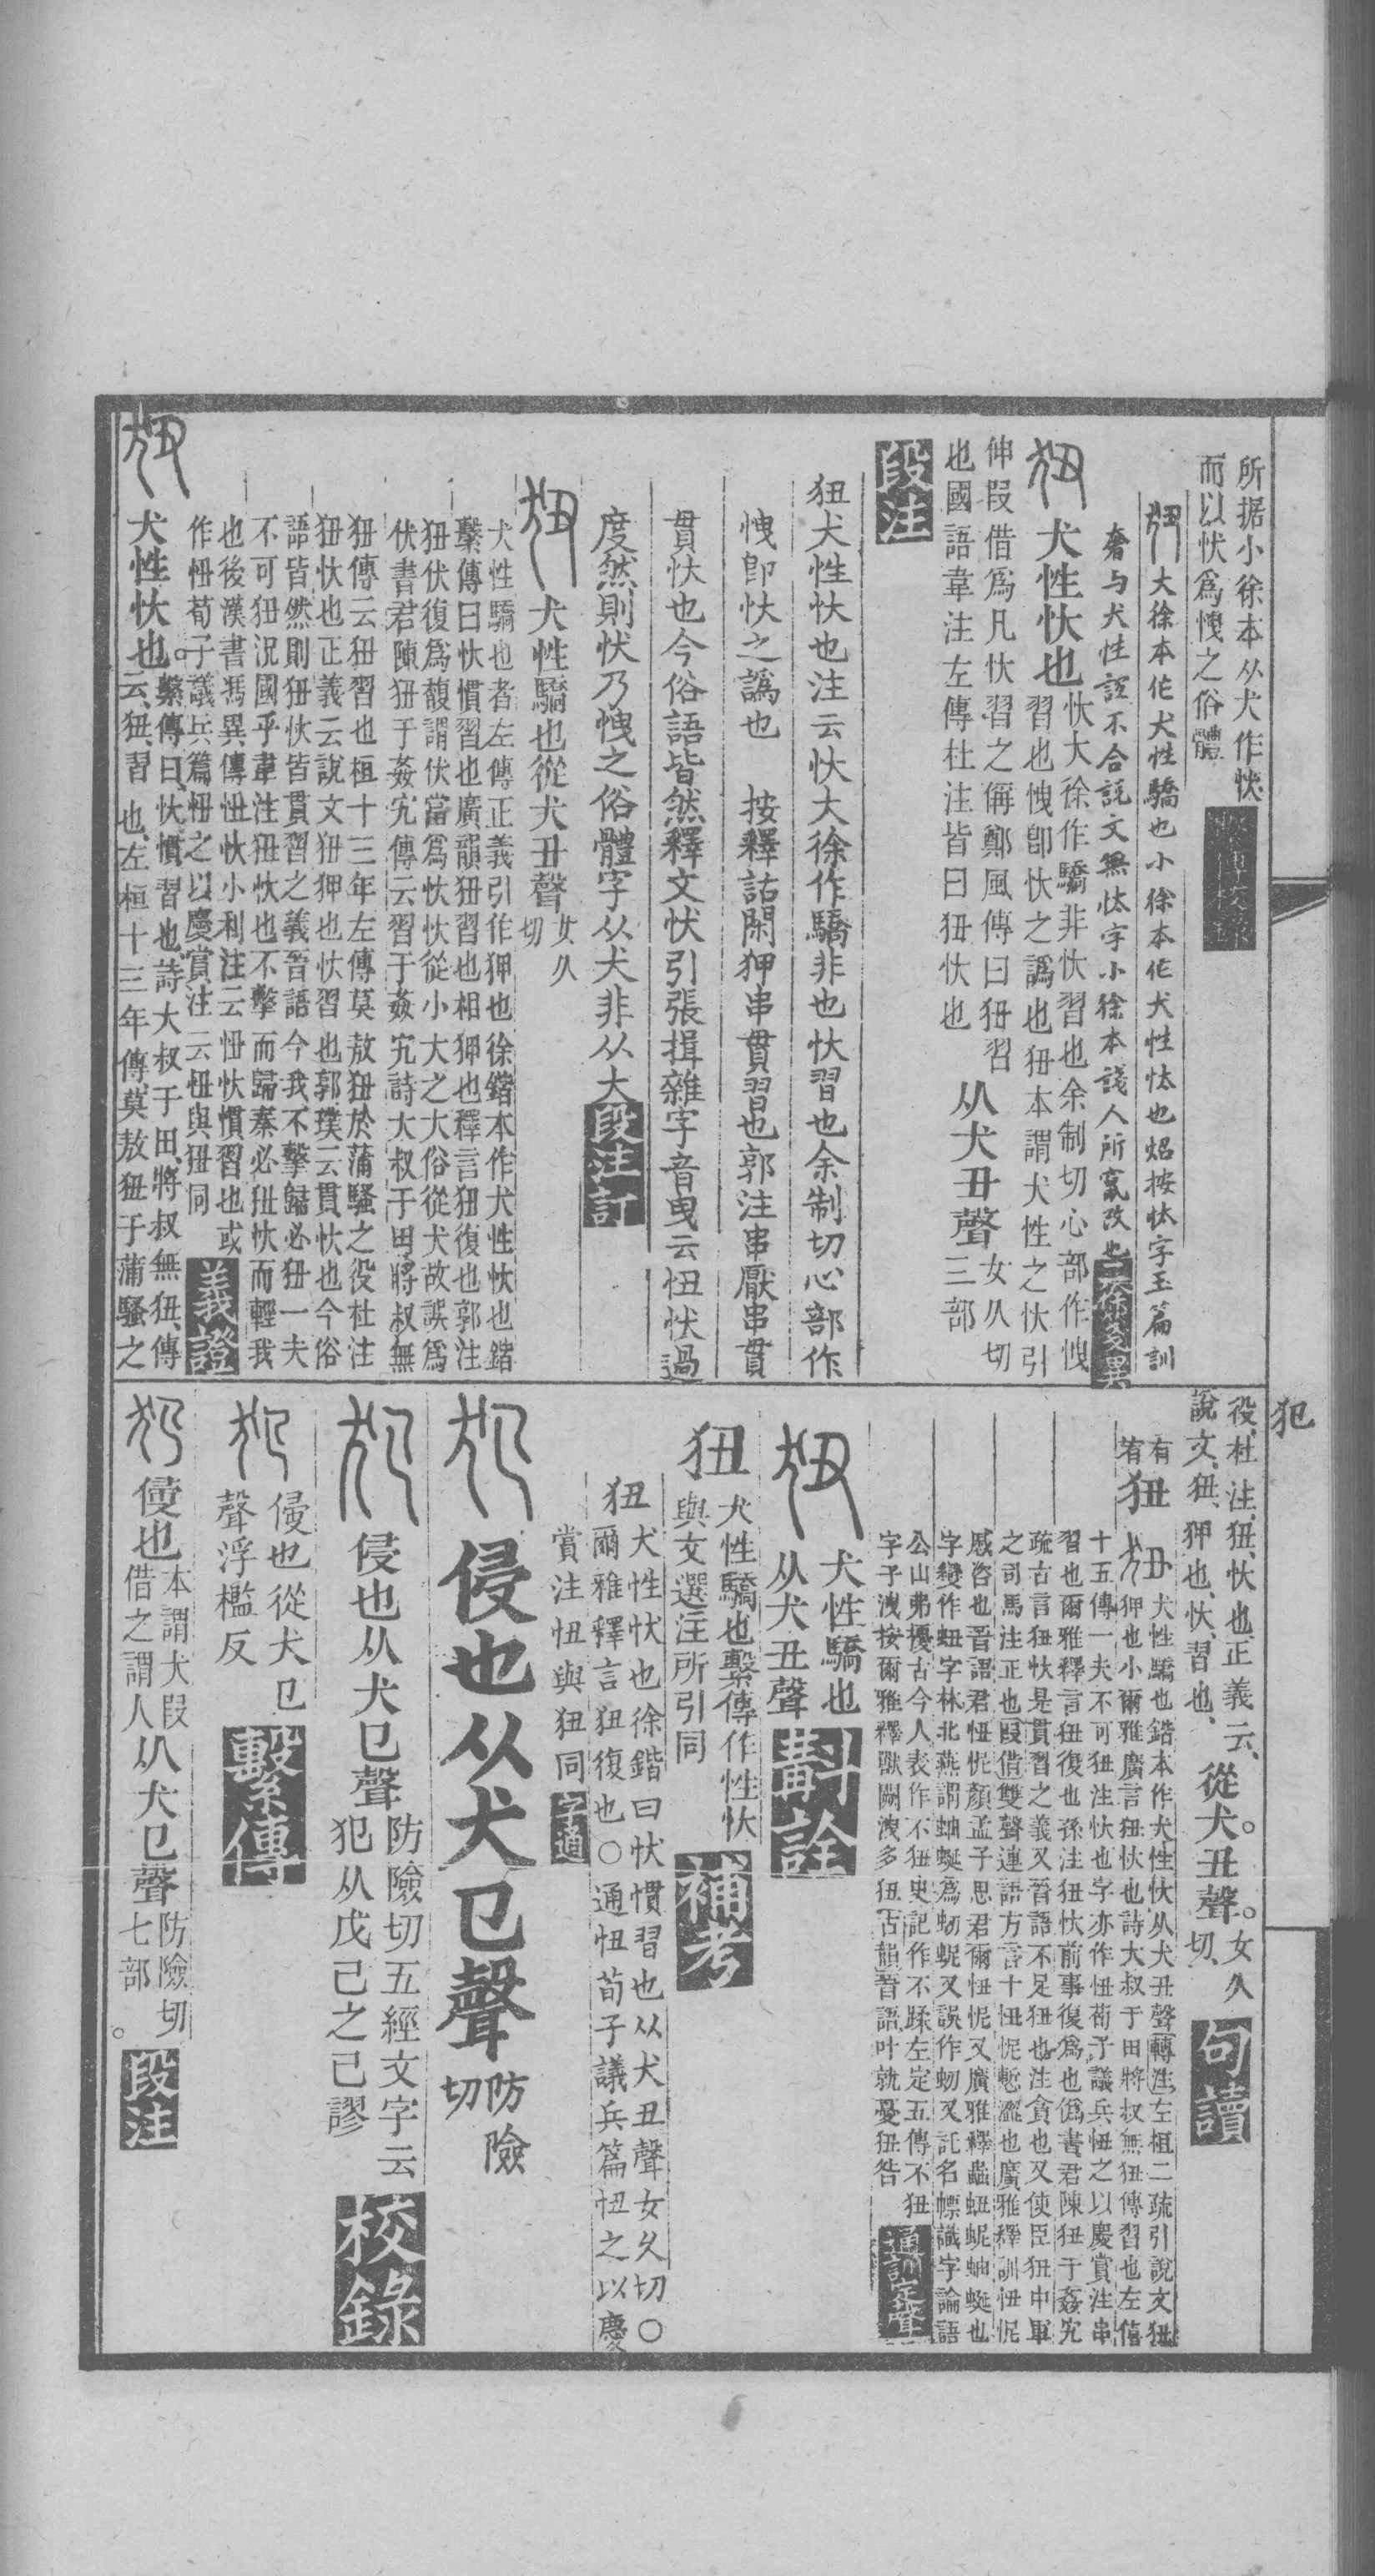 所据小徐本从犬作怢
而以忕爲愧之俗體
大徐本作犬性驕也小徐本作犬性忲也炤按忲字玉篇訓
奢与犬性誼不合説文無忲字小徐本淺人所竄改也
犬性忕也
忕大徐作驕非忕習也余制切心部作愧
習也愧卽忕之譌也狃本謂犬性之忕引
伸叚借爲凡忕習之偁鄭風傳曰狃習
也國語韋注左傳杜注皆曰狃忕也
从犬丑聲
女久切
三部
段注
狃犬性忕也注云忕大徐作驕非也忕習也余制切心部作
愧卽忕之譌也 按釋詁閑狎串貫習也郭注串厭串貫
貫忕也今俗語皆然釋文忕引張揖雜字音曳云忸忕過
度然則忕乃愧之俗體字从犬非从大
段注訂
犬性驕也從犬丑聲
女久
切
犬性驕也者左傳正義引作狎也徐鍇本作犬性忕也鍇
繫傳曰忕慣習也廣韻狃習也相狎也釋言狃復也郭注
狃伏復爲馥謂伏當爲忕忕從小大之大俗從犬故誤爲
伏書君陳狃于姦宄傳云習于姦宄詩大叔于田將叔無
狃傳云狃習也桓十三年左傳莫敖狃於蒲騷之役杜注
狃忕也正義云說文狃狎也忕習也郭璞云貫忕也今俗
語皆然則狃忕皆貫習之義晉語今我不擊歸必狃一夫
不可狃況國乎韋注狃忕也不擊而歸秦必狃忕而輕我
也後漢書馮異傳忸忕小利注云忸忕慣習也或
作忸荀子議兵篇忸之以慶賞注云忸與狃同
義證
犬性忕也。
繫傳曰、忕慣習也詩大叔于田、將叔無狃、傳
云、狃、習也、左桓十三年傳莫敖狃于蒲騷之
犯
役、杜注、狃、忕也正義云、
説文、狃、狎也、忕、習也、
從犬。丑聲。
女久
切、
句讀
有
宥
狃
犬性驕也鍇本作犬性忕从犬丑聲轉注左桓二疏引說文狃
狎也小爾雅廣言狃忕也詩大叔于田將叔無狃傳習也左僖
十五傳一夫不可狃注忕也字亦作忸荀子議兵忸之以慶賞注串
習也爾雅釋言狃復也孫注狃忕前事復爲也僞書君陳狃于姦宄
疏古言狃忕是貫習之義又晉語不足狃也注貪也又使臣狃中軍
之司馬注正也叚借雙聲連語方言十忸怩慙澀也廣雅釋訓忸怩
慼咨也晉語君忸怩顏孟子思君爾忸怩又廣雅釋蟲蚭蚰蜒也
字變作蚭字林北燕謂蚰蜒爲蚭又誤作蚭又託名幖識字論語
公山弗擾古今人表作不狃史記作不蹂左定五傳不狃
字子洩按爾雅釋獸闕洩多狃古韻晉語叶就憂狃咎
通訓定聲
犬性驕也
从犬丑聲
斠詮
狃
犬性驕也繫傳作性忕
與文選注所引同
補考
狃
犬性忕也徐鍇曰忕慣習也从犬丑聲女久切○
爾雅釋言狃復也○通忸荀子議兵篇忸之以慶
賞注忸與狃同
字通
侵也从犬㔾聲
防險
切
侵也从犬㔾聲
防險切五經文字云
犯从戊己之己謬
校錄
侵也從犬㔾
聲浮檻反
繫傳
侵也
本謂犬叚
借之謂人
从犬㔾聲
防險切
七部。
段注